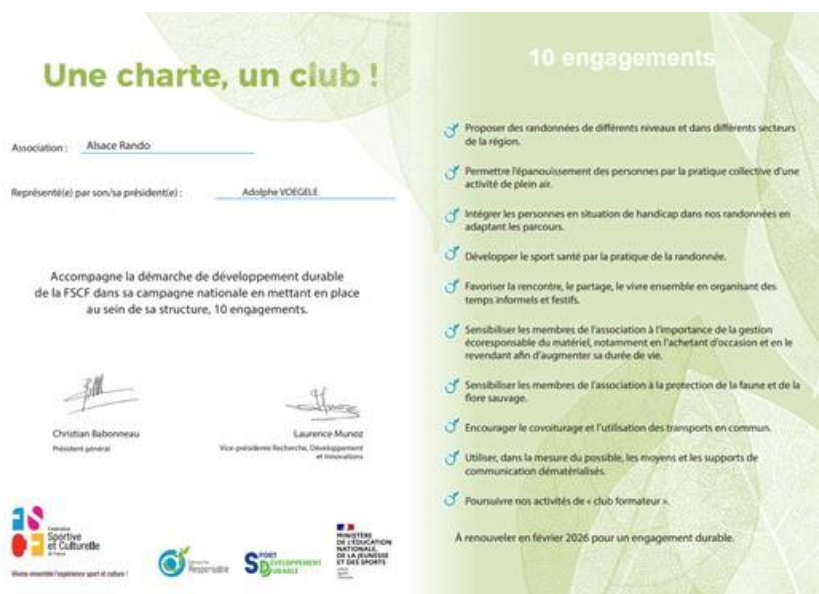 Une charte, un club !
Association : Alsace Rando
Représenté(e) par son/sa président(e) : Adolphe VOEGELE
Accompagne la démarche de développement durable
de la FSCF dans sa campagne nationale en mettant en place
au sein de sa structure, 10 engagements.
Christian Babonneau
Président général
Laurence Munoz
Vice-présidente Recherche, Développement
et innovations
Fédération
Sportive
et Culturelle
de France
Vivons ensemble l'expérience sport et culture !
Responsable
SPORT
DÉVELOPPEMENT
DURABLE
MINISTÈRE
DE L'ÉDUCATION
NATIONALE,
DE LA JEUNESSE
ET DES SPORTS
10 engagements
Proposer des randonnées de différents niveaux et dans différents secteurs
de la région.
Permettre l'épanouissement des personnes par la pratique collective d'une
activité de plein air.
Intégrer les personnes en situation de handicap dans nos randonnées en
adaptant les parcours.
Développer le sport santé par la pratique de la randonnée.
Favoriser la rencontre, le partage, le vivre ensemble en organisant des
temps informels et festifs.
Sensibiliser les membres de l'association à l'importance de la gestion
écoresponsable du matériel, notamment en l'achetant d'occasion et en le
revendant afin d'augmenter sa durée de vie.
Sensibiliser les membres de l'association à la protection de la faune et de la
flore sauvage.
Encourager le covoiturage et l'utilisation des transports en commun.
Utiliser, dans la mesure du possible, les moyens et les supports de
communication dématérialisés.
Poursuivre nos activités de « club formateur ».
À renouveler en février 2026 pour un engagement durable.